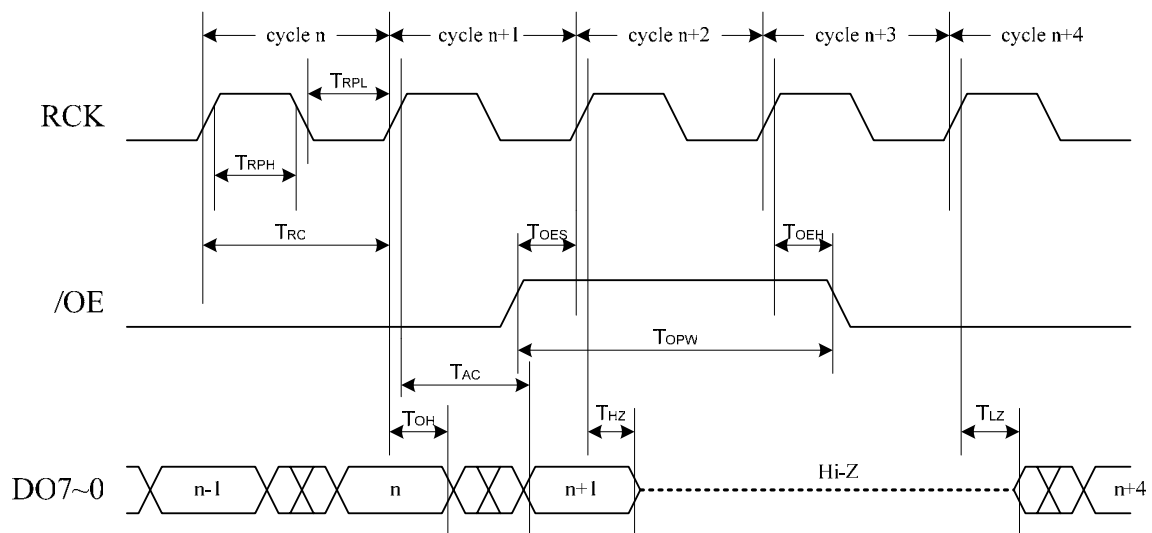 cycle n cycle n+1 cycle n+2 cycle n+3 cycle n+4
TRPL
RCK
TRPH
TRC TOES TOEH
/OE
TOPW
TAC
TOH THZ TLZ
DO7~0 n-1 n n+1 Hi-Z n+4